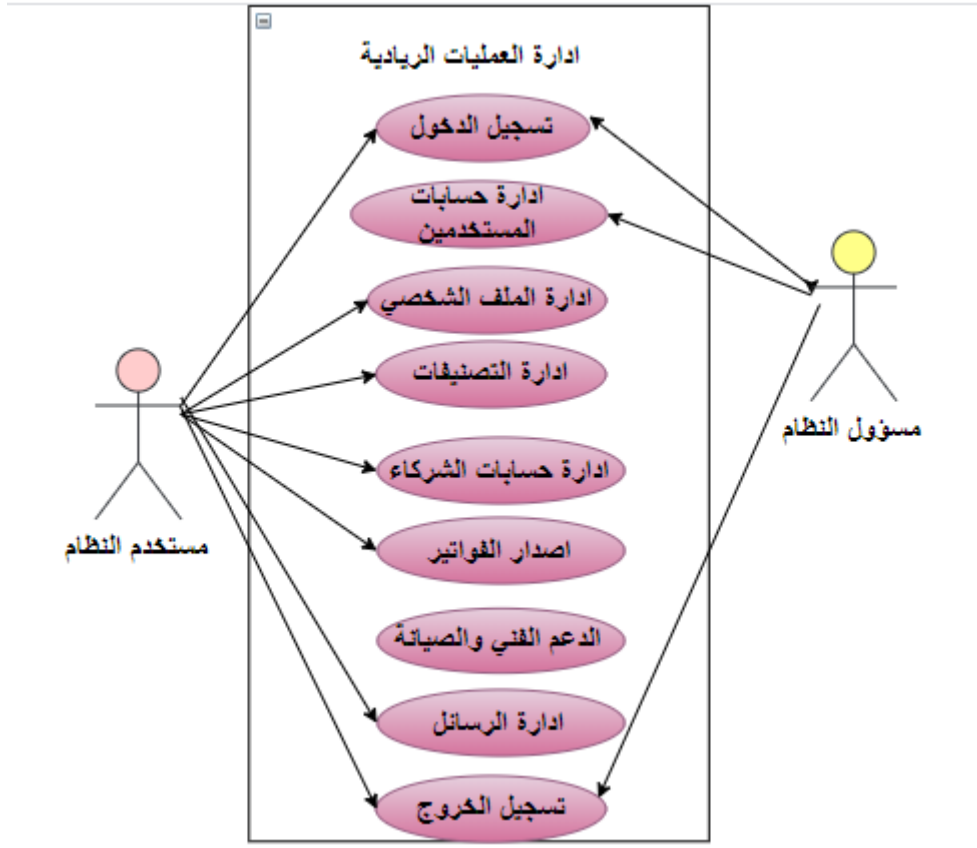 ادارة العمليات الريادية
تسجيل الدخول
ادارة حسابات
المستخدمين
ادارة الملف الشخصي
ادارة التصنيفات
ادارة حسابات الشركاء
اصدار الفواتير
الدعم الفني والصيانة
ادارة الرسائل
تسجيل الخروج
مسؤول النظام
مستخدم النظام